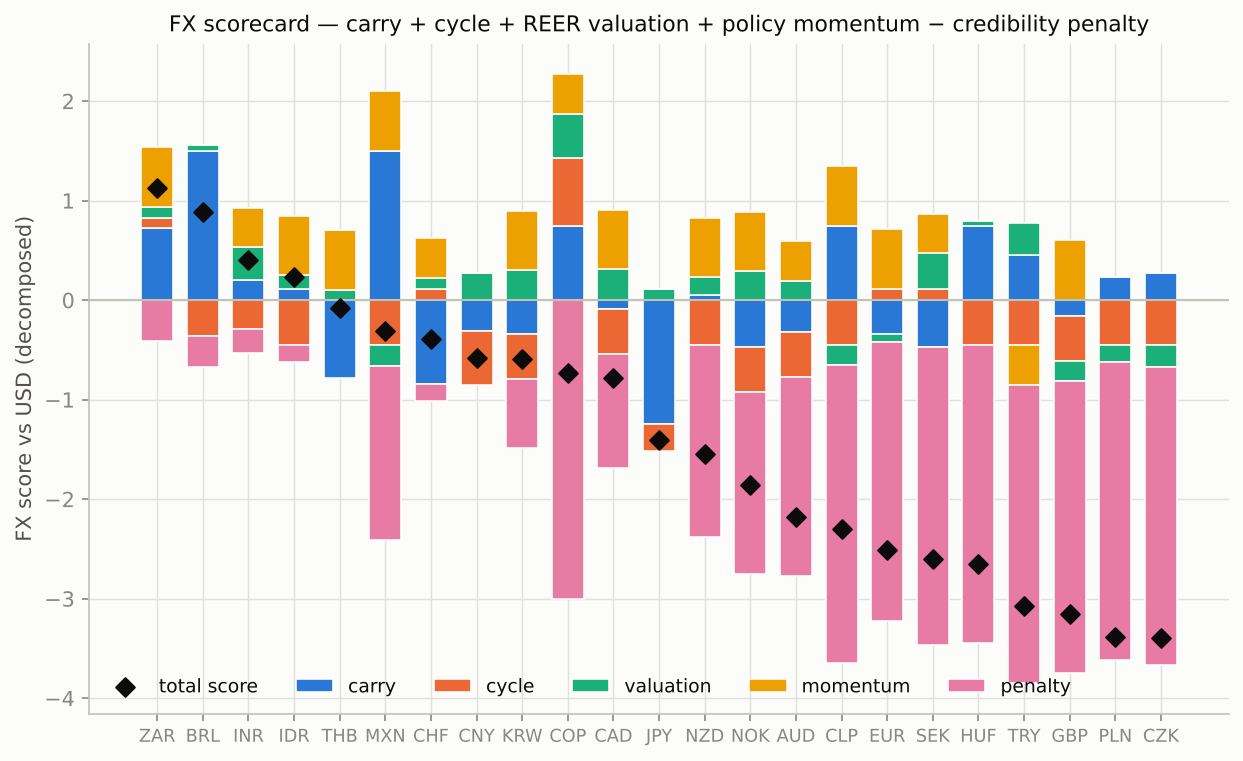 FX scorecard — carry + cycle + REER valuation + policy momentum − credibility penalty
FX score vs USD (decomposed)
2
1
0
−1
−2
−3
−4
total score carry cycle valuation momentum penalty
ZAR BRL INR IDR THB MXN CHF CNY KRW COP CAD JPY NZD NOK AUD CLP EUR SEK HUF TRY GBP PLN CZK